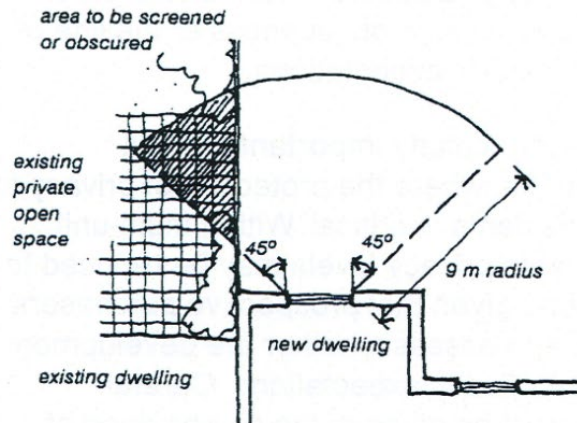 area to be screened
or obscured
existing
private
open
space
45°
45°
9 m radius
new dwelling
existing dwelling